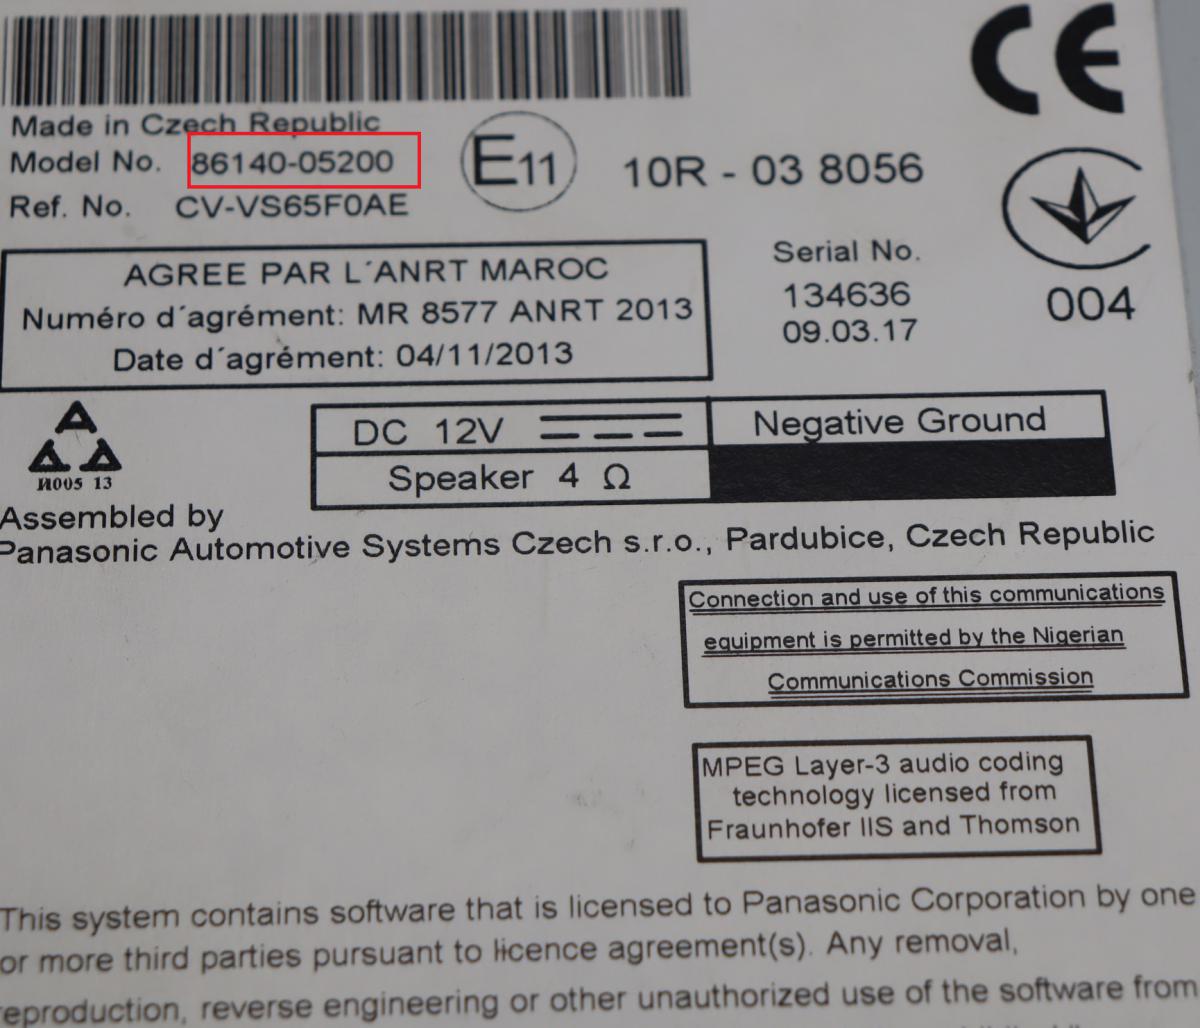 CE
Made in Czech Republic
Model No. 86140-05200
Ref. No. CV-VS65F0AE
E11
10R - 03 8056
AGREE PAR L´ANRT MAROC
Numéro d´agrément: MR 8577 ANRT 2013
Date d´agrément: 04/11/2013
Serial No.
134636
09.03.17
004
И005 13
DC 12V
Negative Ground
Speaker 4 Ω
Assembled by
Panasonic Automotive Systems Czech s.r.o., Pardubice, Czech Republic
Connection and use of this communications
equipment is permitted by the Nigerian
Communications Commission
MPEG Layer-3 audio coding
technology licensed from
Fraunhofer IIS and Thomson
This system contains software that is licensed to Panasonic Corporation by one
or more third parties pursuant to licence agreement(s). Any removal,
reproduction, reverse engineering or other unauthorized use of the software from